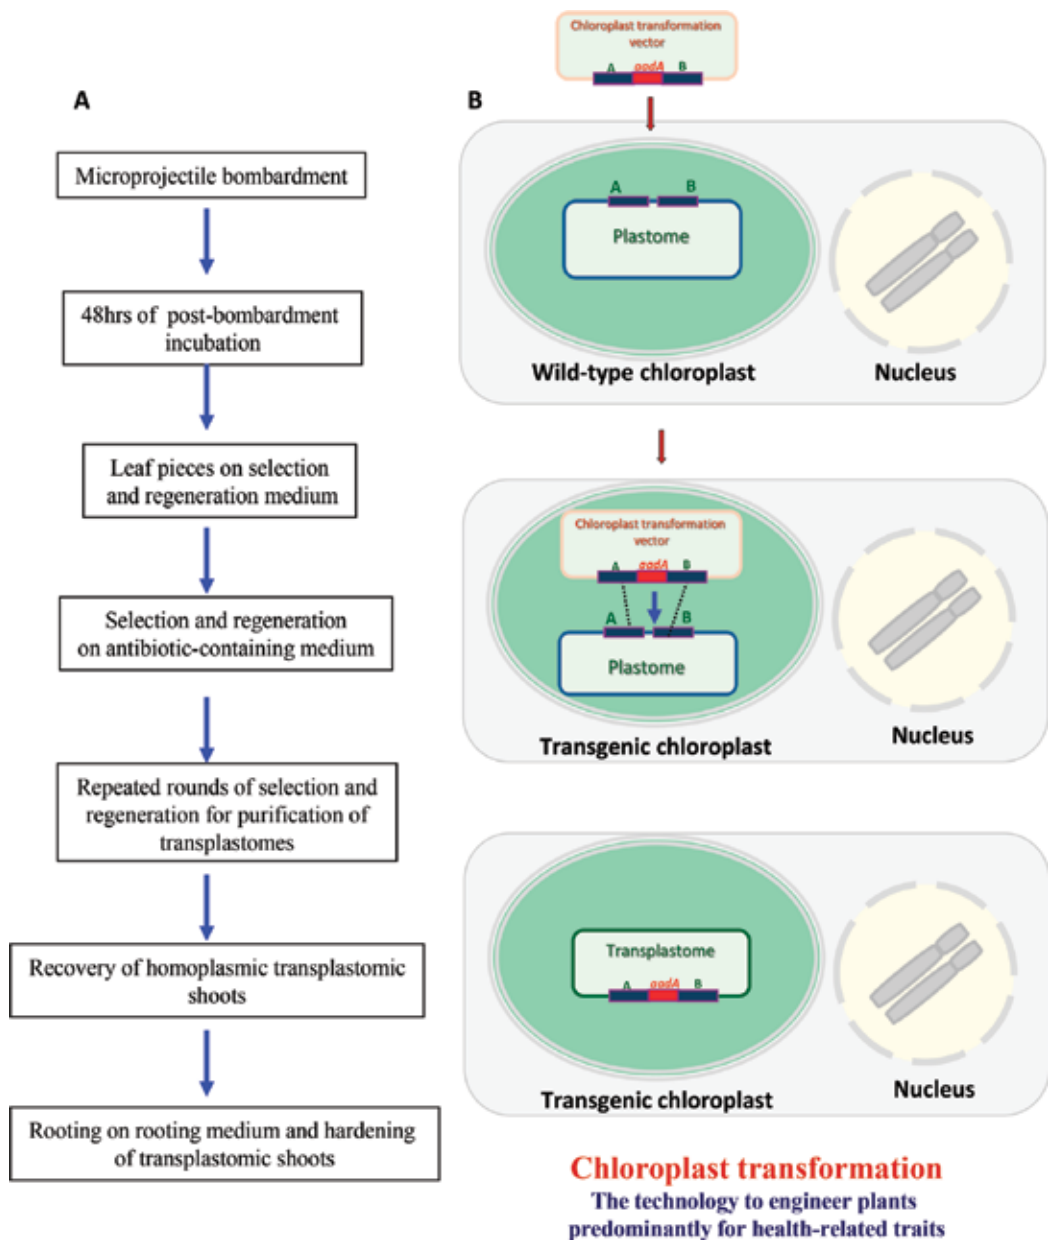 A
Microprojectile bombardment
48hrs of post-bombardment
incubation
Leaf pieces on selection
and regeneration medium
Selection and regeneration
on antibiotic-containing medium
Repeated rounds of selection and
regeneration for purification of
transplastomes
Recovery of homoplasmic transplastomic
shoots
Rooting on rooting medium and hardening
of transplastomic shoots
B
Chloroplast transformation
vector
A aadA B
A B
Plastome
Wild-type chloroplast
Nucleus
Chloroplast transformation
vector
A aadA B
A B
Plastome
Transgenic chloroplast
Nucleus
Transplastome
A aadA B
Transgenic chloroplast
Nucleus
Chloroplast transformation
The technology to engineer plants
predominantly for health-related traits